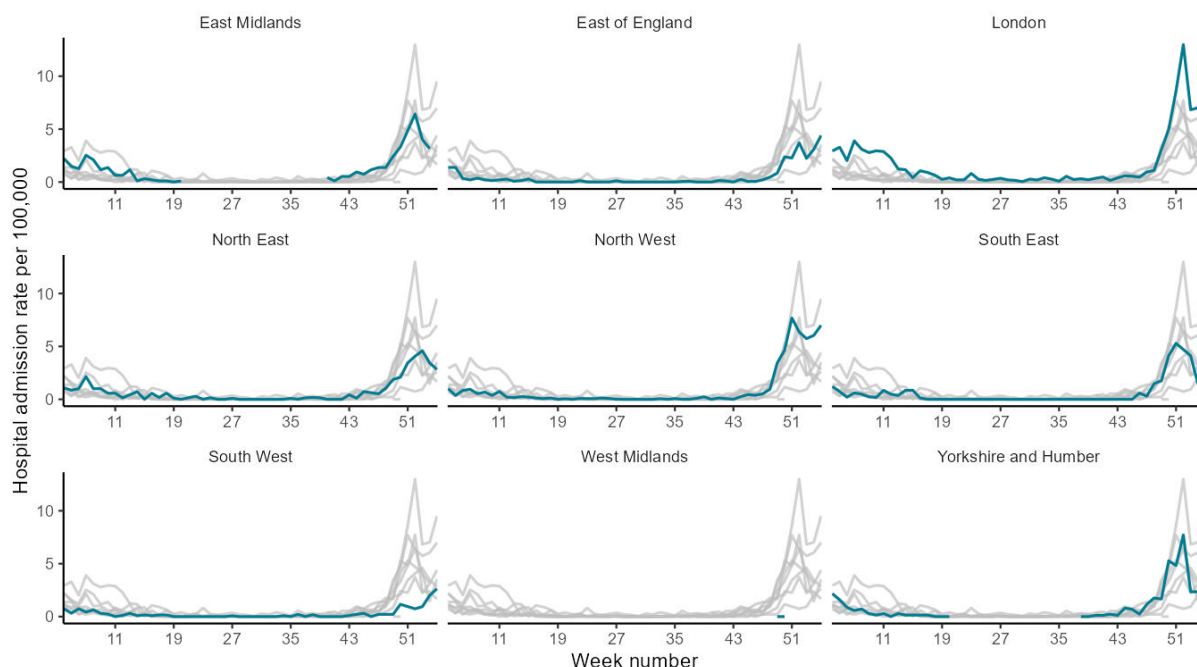 East Midlands East of England London
10
5
0
11 19 27 35 43 51 11 19 27 35 43 51 11 19 27 35 43 51
North East North West South East
10
5
0
11 19 27 35 43 51 11 19 27 35 43 51 11 19 27 35 43 51
South West West Midlands Yorkshire and Humber
10
5
0
11 19 27 35 43 51 11 19 27 35 43 51 11 19 27 35 43 51
Hospital admission rate per 100,000
Week number